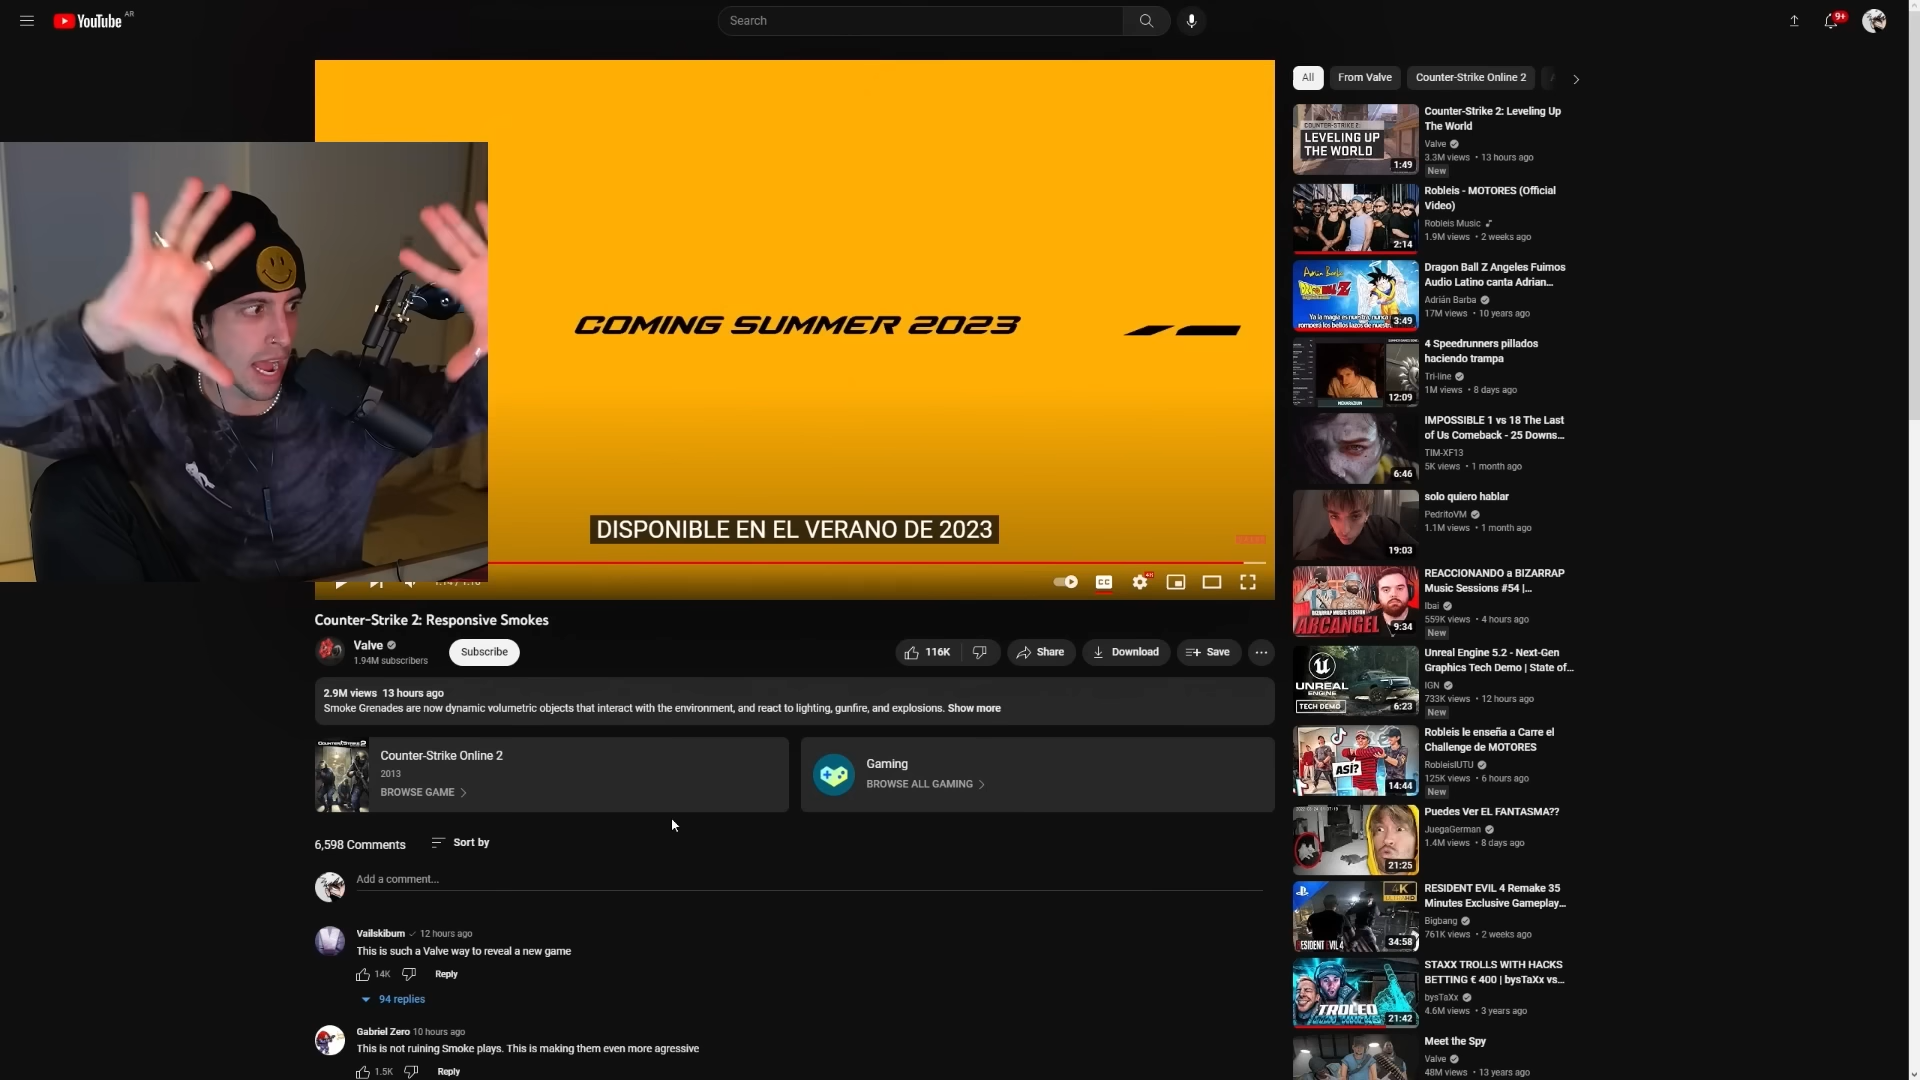 YouTube AR
Search
9+
COMING SUMMER 2023
DISPONIBLE EN EL VERANO DE 2023
CC
Counter-Strike 2: Responsive Smokes
Valve
1.94M subscribers
Subscribe
116K
Share
Download
Save
2.9M views 13 hours ago
Smoke Grenades are now dynamic volumetric objects that interact with the environment, and react to lighting, gunfire, and explosions. Show more
Counter-Strike Online 2
2013
BROWSE GAME
Gaming
BROWSE ALL GAMING
6,598 Comments
Sort by
Add a comment...
Vailskibum 12 hours ago
This is such a Valve way to reveal a new game
14K
Reply
94 replies
Gabriel Zero 10 hours ago
This is not ruining Smoke plays. This is making them even more agressive
1.5K
Reply
All
From Valve
Counter-Strike Online 2
COUNTER-STRIKE 2
LEVELING UP
THE WORLD
1:49
Counter-Strike 2: Leveling Up
The World
Valve
3.3M views • 13 hours ago
New
2:14
Robleis - MOTORES (Official
Video)
Robleis Music
1.9M views • 2 weeks ago
3:49
Dragon Ball Z Angeles Fuimos
Audio Latino canta Adrian...
Adrián Barba
17M views • 10 years ago
12:09
4 Speedrunners pillados
haciendo trampa
Tri-line
1M views • 8 days ago
6:46
IMPOSSIBLE 1 vs 18 The Last
of Us Comeback - 25 Downs...
TIM-XF13
5K views • 1 month ago
19:03
solo quiero hablar
PedritoVM
1.1M views • 1 month ago
BIZARRAP MUSIC SESSION
ARCANGEL
9:34
REACCIONANDO a BIZARRAP
Music Sessions #54 |...
Ibai
559K views • 4 hours ago
New
UNREAL
ENGINE
TECH DEMO
6:23
Unreal Engine 5.2 - Next-Gen
Graphics Tech Demo | State of...
IGN
733K views • 12 hours ago
New
ASÍ?
14:44
Robleis le enseña a Carre el
Challenge de MOTORES
RobleisIUTU
125K views • 6 hours ago
New
21:25
Puedes Ver EL FANTASMA??
JuegaGerman
1.4M views • 8 days ago
4K
RESIDENT EVIL 4
34:58
RESIDENT EVIL 4 Remake 35
Minutes Exclusive Gameplay...
Bigbang
761K views • 2 weeks ago
TROLEO
21:42
STAXX TROLLS WITH HACKS
BETTING € 400 | bysTaXx vs...
bysTaXx
4.6M views • 3 years ago
Meet the Spy
Valve
48M views • 13 years ago